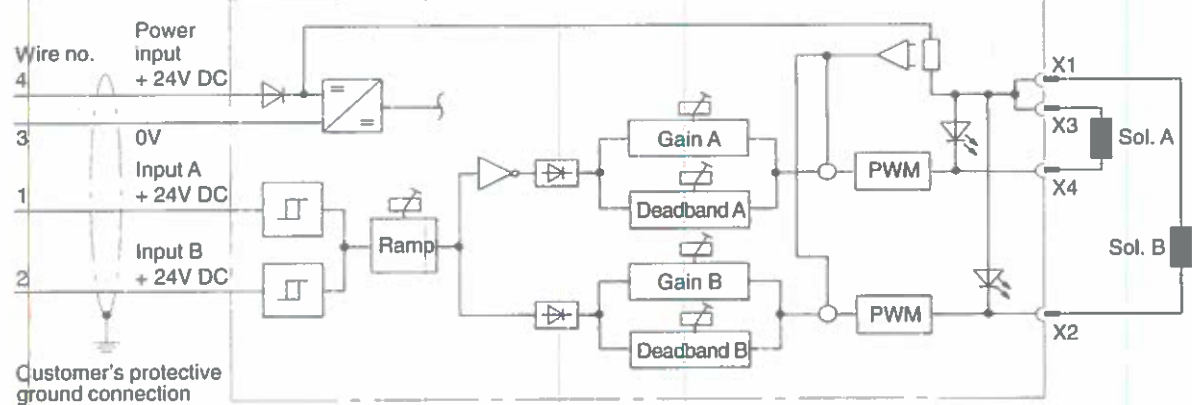 Wire no.
Power
input
4
+ 24V DC
3
0V
Input A
1
+ 24V DC
Input B
2
+ 24V DC
Customer's protective
ground connection
Ramp
Gain A
Deadband A
Gain B
Deadband B
PWM
PWM
X1
X3
Sol. A
X4
Sol. B
X2